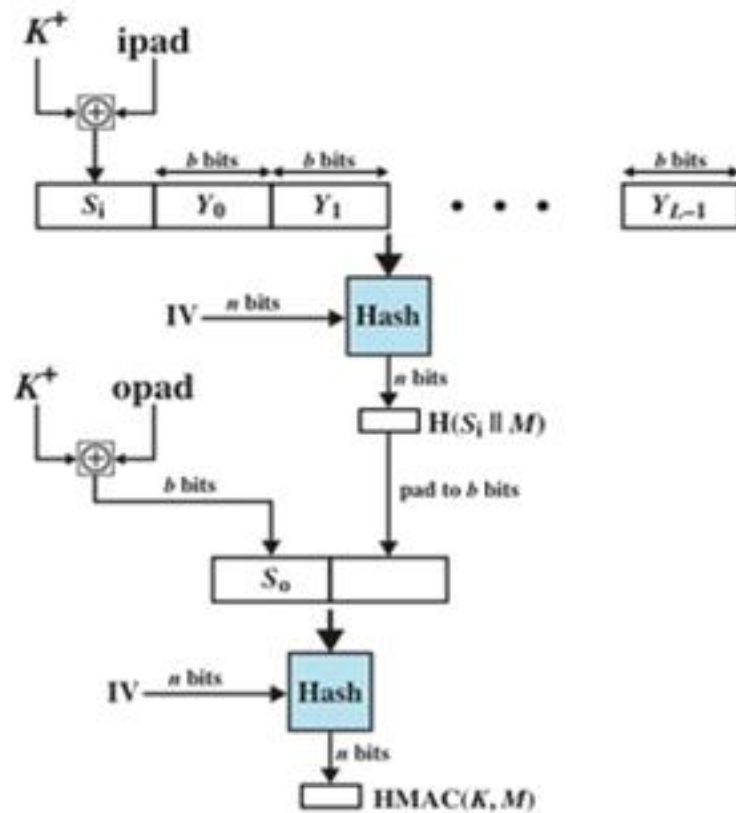 K⁺ ipad
b bits b bits b bits
Sᵢ Y₀ Y₁ • • • Y_{L–1}
IV n bits Hash
n bits
K⁺ opad
H(Sᵢ || M)
b bits
pad to b bits
Sₒ
IV n bits Hash
n bits
HMAC(K, M)